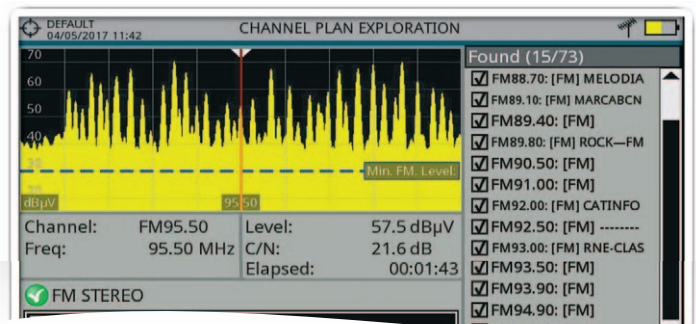 DEFAULT
04/05/2017 11:42
CHANNEL PLAN EXPLORATION
70
60
50
40
30
dBµV
95.50
Min. FM. Level:
Channel: FM95.50
Freq: 95.50 MHz
Level: 57.5 dBµV
C/N: 21.6 dB
Elapsed: 00:01:43
FM STEREO
Found (15/73)
FM88.70: [FM] MELODIA
FM89.10: [FM] MARCABCN
FM89.40: [FM]
FM89.80: [FM] ROCK—FM
FM90.50: [FM]
FM91.00: [FM]
FM92.00: [FM] CATINFO
FM92.50: [FM] --------
FM93.00: [FM] RNE-CLAS
FM93.50: [FM]
FM93.90: [FM]
FM94.90: [FM]